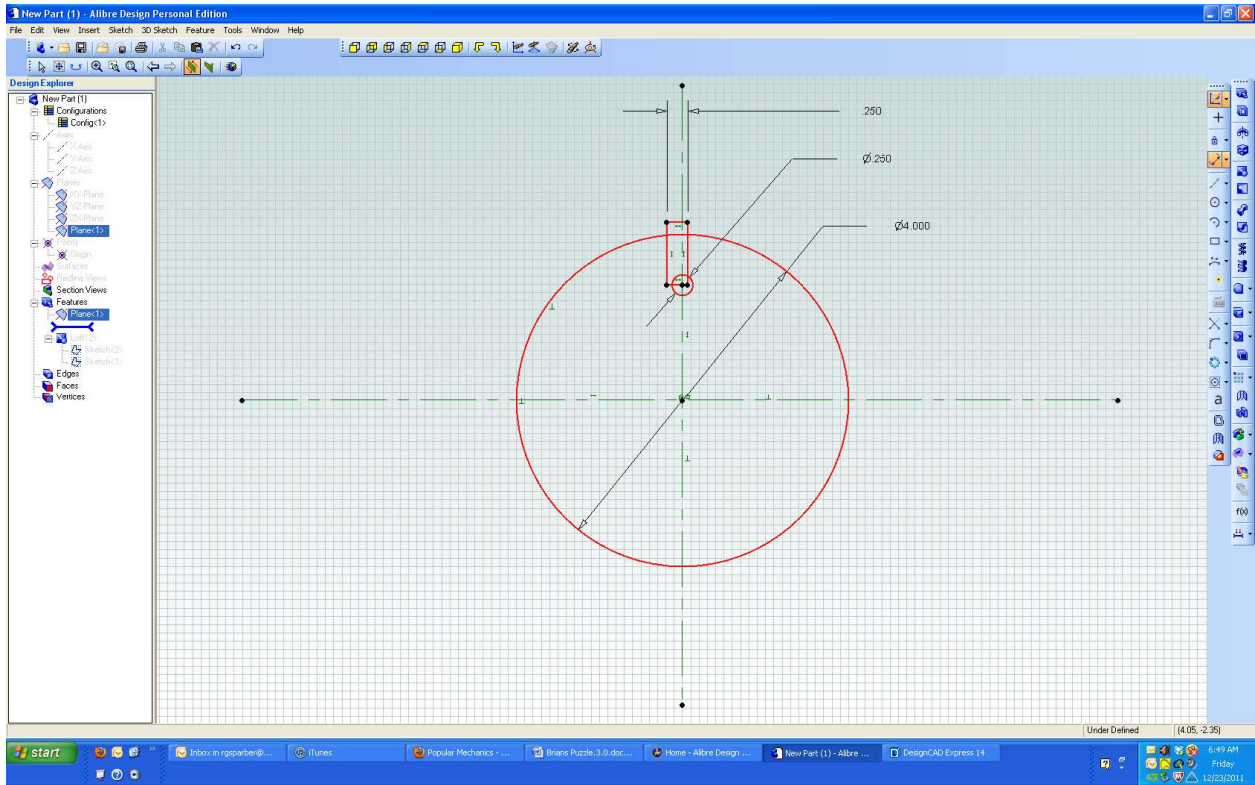 New Part (1) - Alibre Design Personal Edition
File Edit View Insert Sketch 3D Sketch Feature Tools Window Help
Design Explorer
New Part (1)
Configurations
Config<1>
Axes
X-Axis
Y-Axis
Z-Axis
Planes
XY-Plane
YZ-Plane
ZX-Plane
Plane<1>
Points
Origin
Surfaces
Redline Views
Section Views
Features
Plane<1>
Loft<2>
Sketch<2>
Sketch<1>
Edges
Faces
Vertices
.250
Ø.250
Ø4.000
a
f(x)
Under Defined (4.05, -2.35)
start
Inbox in rgsparber@...
iTunes
Popular Mechanics - ...
Brians Puzzle.3.0.doc...
Home - Alibre Design ...
New Part (1) - Alibre ...
DesignCAD Express 14
6:49 AM
Friday
12/23/2011